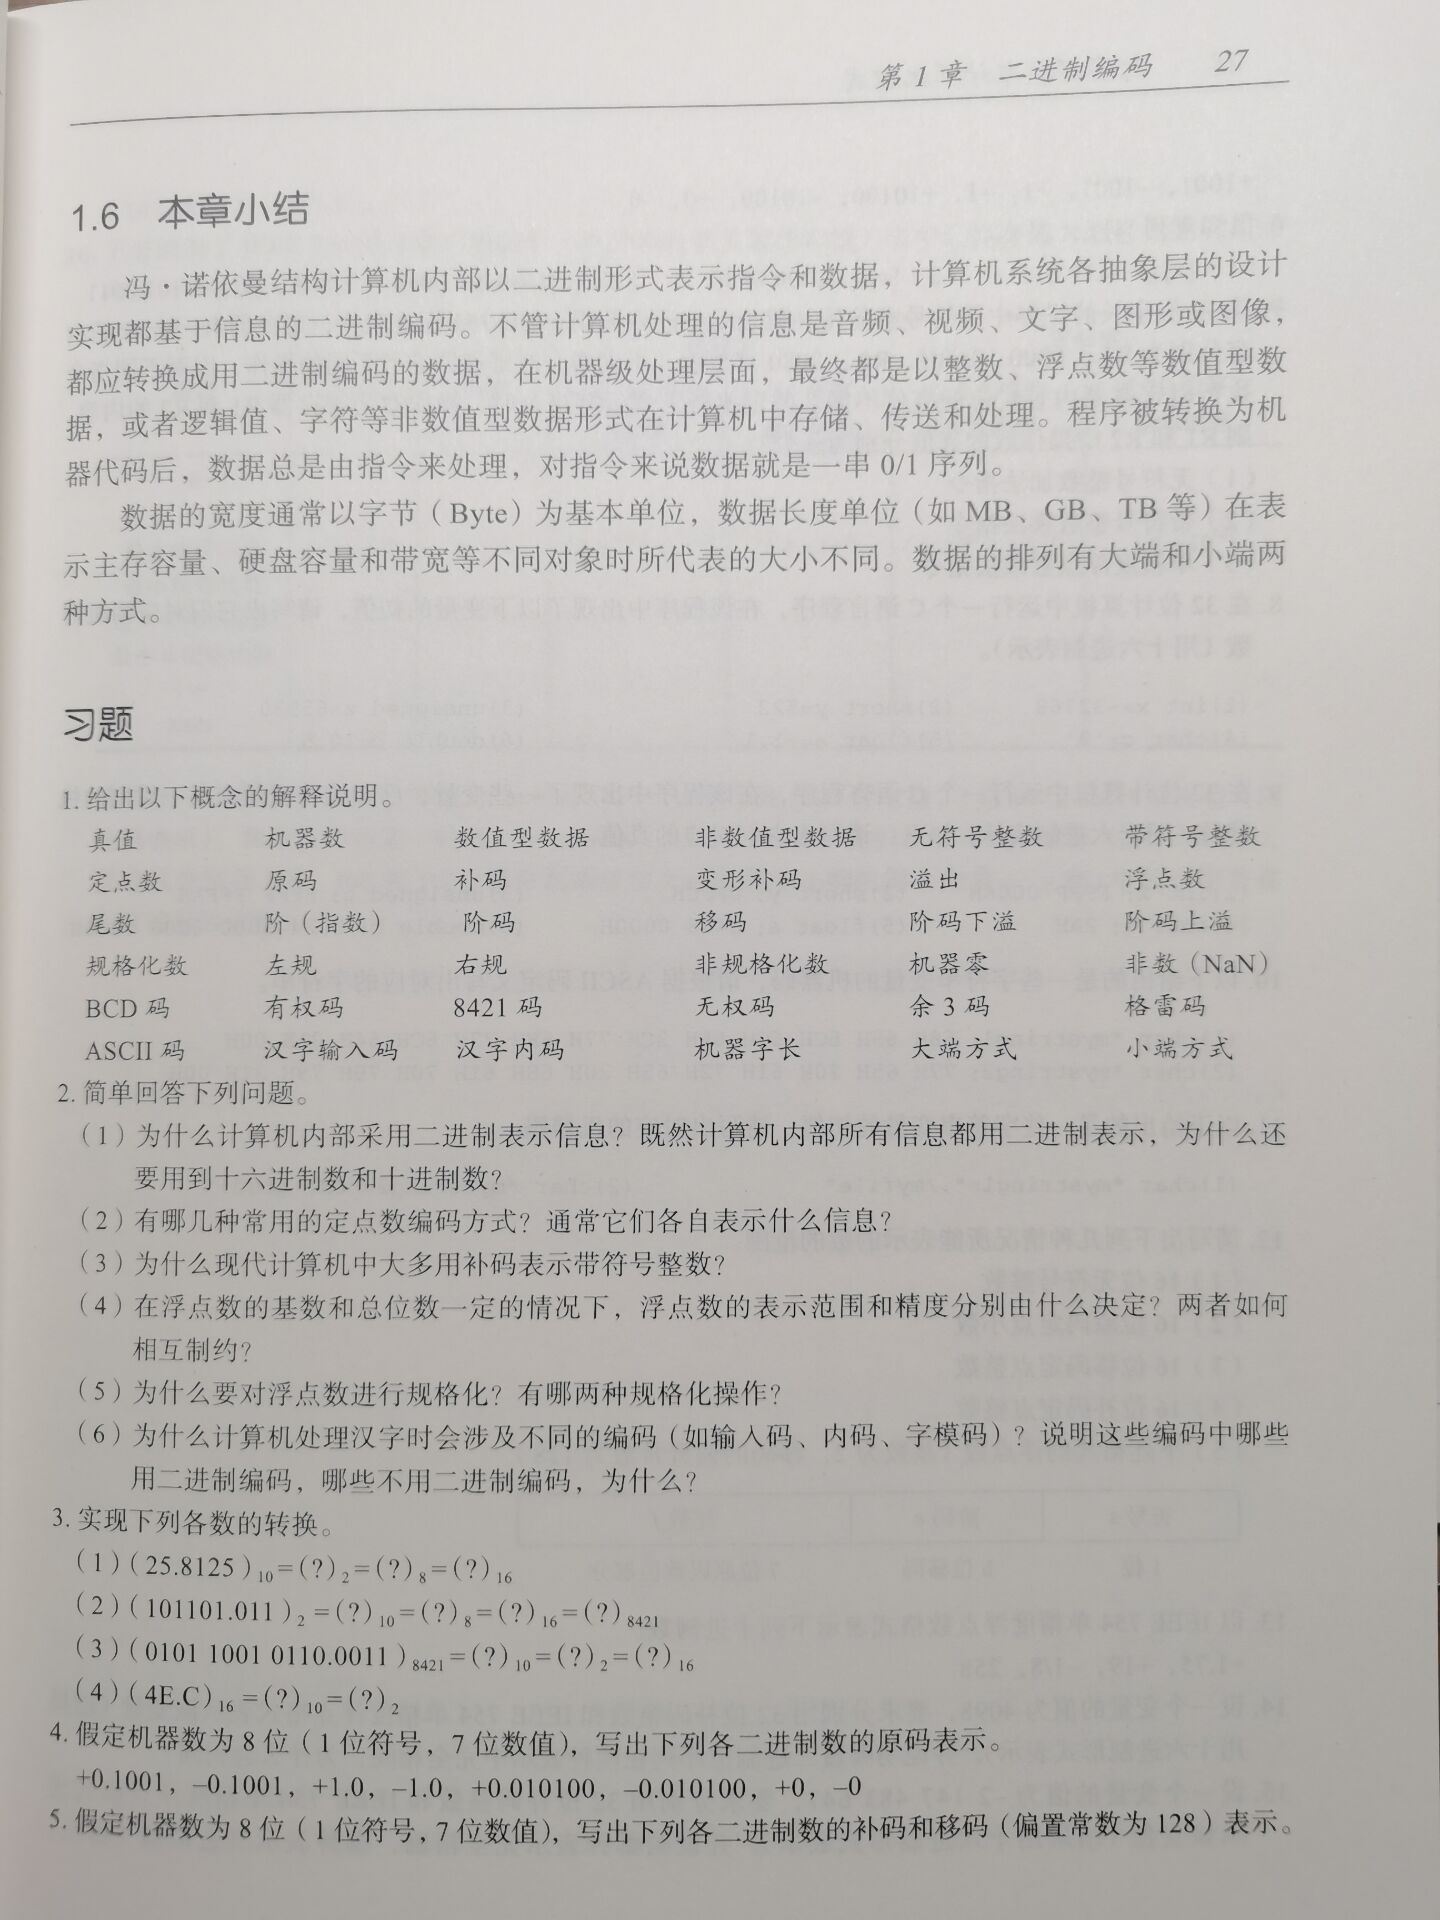 第1章 二进制编码 27
1.6 本章小结
冯·诺依曼结构计算机内部以二进制形式表示指令和数据，计算机系统各抽象层的设计
实现都基于信息的二进制编码。不管计算机处理的信息是音频、视频、文字、图形或图像，
都应转换成用二进制编码的数据，在机器级处理层面，最终都是以整数、浮点数等数值型数
据，或者逻辑值、字符等非数值型数据形式在计算机中存储、传送和处理。程序被转换为机
器代码后，数据总是由指令来处理，对指令来说数据就是一串 0/1 序列。
数据的宽度通常以字节（Byte）为基本单位，数据长度单位（如 MB、GB、TB 等）在表
示主存容量、硬盘容量和带宽等不同对象时所代表的大小不同。数据的排列有大端和小端两
种方式。
习题
1. 给出以下概念的解释说明。
真值 机器数 数值型数据 非数值型数据 无符号整数 带符号整数
定点数 原码 补码 变形补码 溢出 浮点数
尾数 阶（指数） 阶码 移码 阶码下溢 阶码上溢
规格化数 左规 右规 非规格化数 机器零 非数（NaN）
BCD 码 有权码 8421 码 无权码 余 3 码 格雷码
ASCII 码 汉字输入码 汉字内码 机器字长 大端方式 小端方式
2. 简单回答下列问题。
（1）为什么计算机内部采用二进制表示信息？既然计算机内部所有信息都用二进制表示，为什么还
要用到十六进制数和十进制数？
（2）有哪几种常用的定点数编码方式？通常它们各自表示什么信息？
（3）为什么现代计算机中大多用补码表示带符号整数？
（4）在浮点数的基数和总位数一定的情况下，浮点数的表示范围和精度分别由什么决定？两者如何
相互制约？
（5）为什么要对浮点数进行规格化？有哪两种规格化操作？
（6）为什么计算机处理汉字时会涉及不同的编码（如输入码、内码、字模码）？说明这些编码中哪些
用二进制编码，哪些不用二进制编码，为什么？
3. 实现下列各数的转换。
（1）（25.8125）10=(?)2=(?)8=(?)16
（2）（101101.011）2=(?)10=(?)8=(?)16=(?)8421
（3）（0101 1001 0110.0011）8421=(?)10=(?)2=(?)16
（4）（4E.C）16=(?)10=(?)2
4. 假定机器数为 8 位（1 位符号，7 位数值），写出下列各二进制数的原码表示。
+0.1001，–0.1001，+1.0，–1.0，+0.010100，–0.010100，+0，–0
5. 假定机器数为 8 位（1 位符号，7 位数值），写出下列各二进制数的补码和移码（偏置常数为 128）表示。